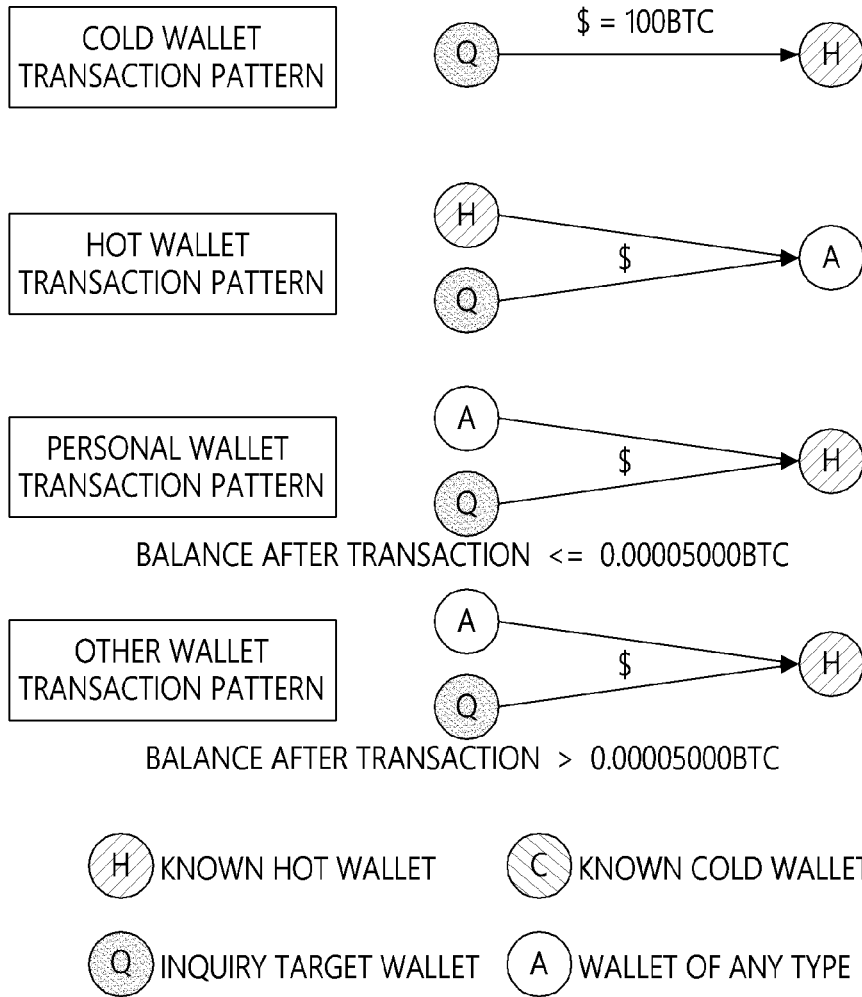 COLD WALLET
TRANSACTION PATTERN
Q
$ = 100BTC
H
HOT WALLET
TRANSACTION PATTERN
H
Q
$
A
PERSONAL WALLET
TRANSACTION PATTERN
A
Q
$
H
BALANCE AFTER TRANSACTION <= 0.00005000BTC
OTHER WALLET
TRANSACTION PATTERN
A
Q
$
H
BALANCE AFTER TRANSACTION > 0.00005000BTC
H KNOWN HOT WALLET
C KNOWN COLD WALLET
Q INQUIRY TARGET WALLET
A WALLET OF ANY TYPE